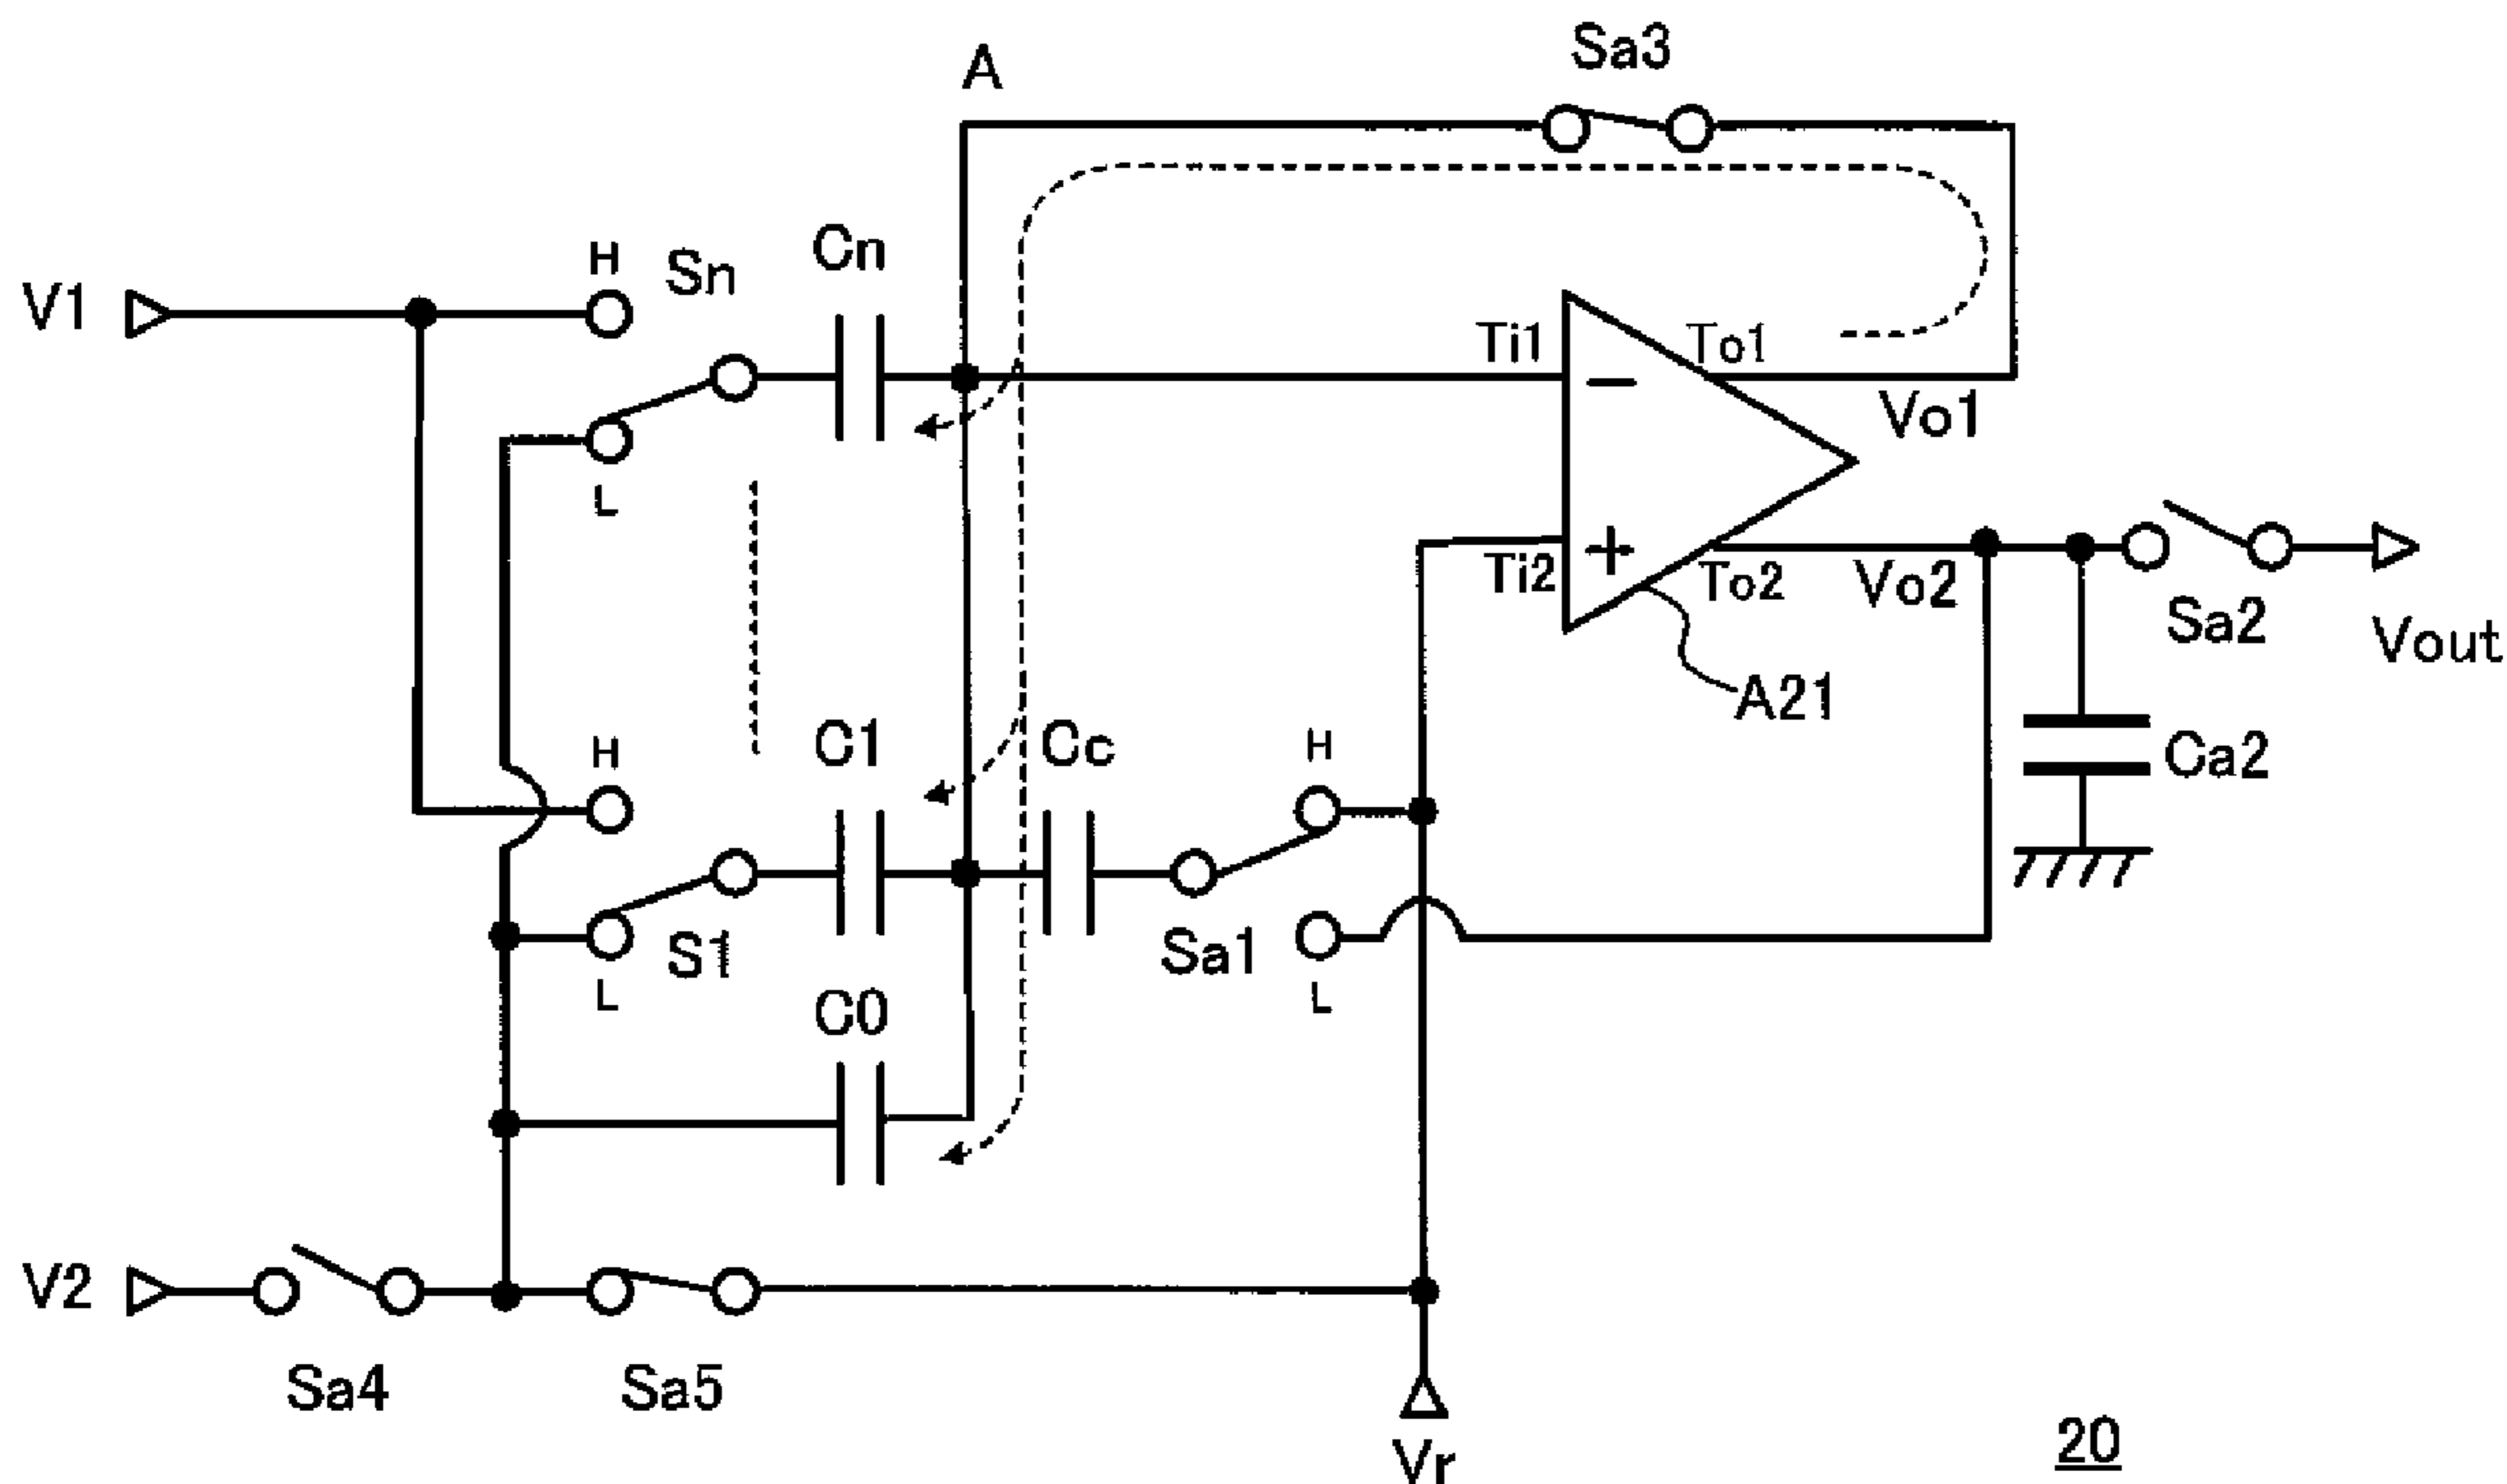 Sa3
A
Cn
H
Sn
V1
Ti1
To1
Vo1
L
Ti2
To2
Vo2
Sa2
Vout
A21
C1
Cc
H
H
Ca2
S1
Sa1
L
L
C0
V2
Sa4
Sa5
Vr
20